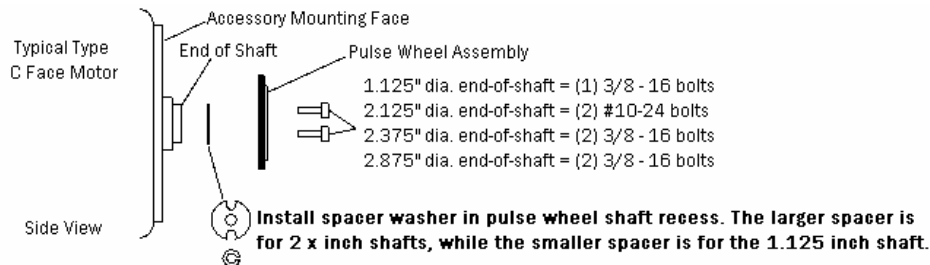 Accessory Mounting Face
Typical Type
C Face Motor
End of Shaft
Pulse Wheel Assembly
1.125" dia. end-of-shaft = (1) 3/8 - 16 bolts
2.125" dia. end-of-shaft = (2) #10-24 bolts
2.375" dia. end-of-shaft = (2) 3/8 - 16 bolts
2.875" dia. end-of-shaft = (2) 3/8 - 16 bolts
Side View
Install spacer washer in pulse wheel shaft recess. The larger spacer is
for 2 x inch shafts, while the smaller spacer is for the 1.125 inch shaft.